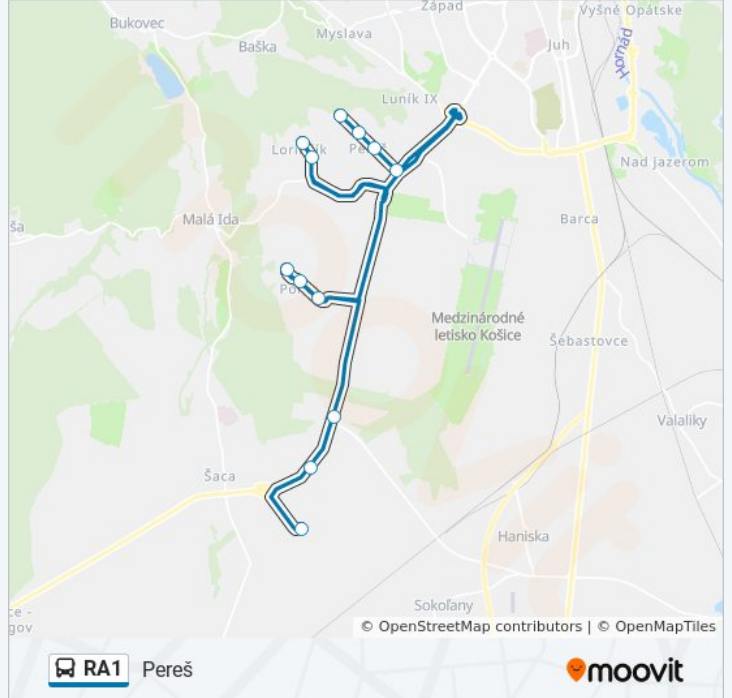 Západ
Vyšné Opátske
Bukovec
Myslava
Baška
Juh
Hornád
Luník IX
Nad jazerom
Malá Ida
Barca
Medzinárodné
letisko Košice
Šebastovce
Valaliky
Šaca
Haniska
Sokoľany
© OpenStreetMap contributors | © OpenMapTiles
RA1 Pereš
moovit